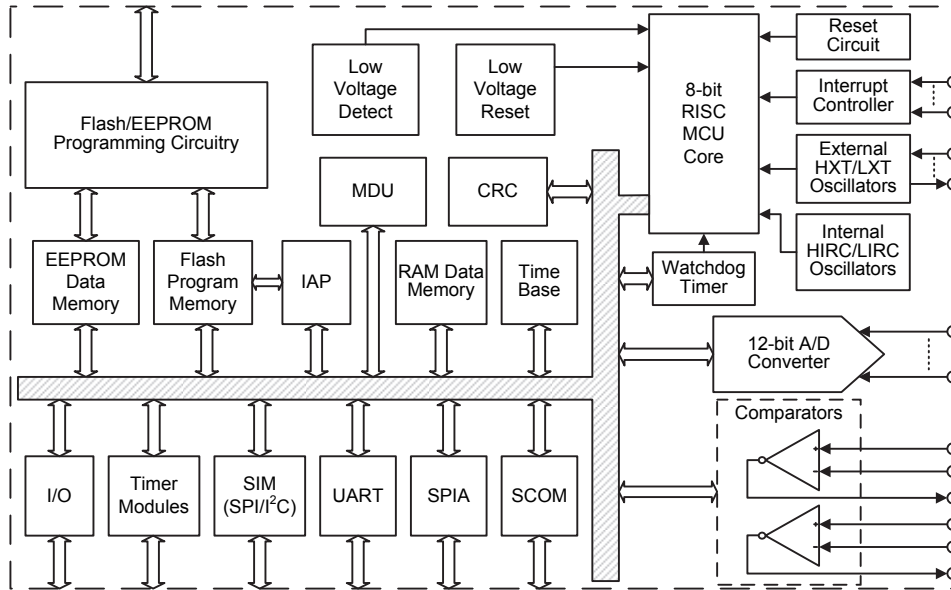 Flash/EEPROM
Programming Circuitry
Low
Voltage
Detect
Low
Voltage
Reset
8-bit
RISC
MCU
Core
Reset
Circuit
Interrupt
Controller
External
HXT/LXT
Oscillators
Internal
HIRC/LIRC
Oscillators
MDU
CRC
EEPROM
Data
Memory
Flash
Program
Memory
IAP
RAM Data
Memory
Time
Base
Watchdog
Timer
12-bit A/D
Converter
Comparators
+
-
+
-
I/O
Timer
Modules
SIM
(SPI/I²C)
UART
SPIA
SCOM